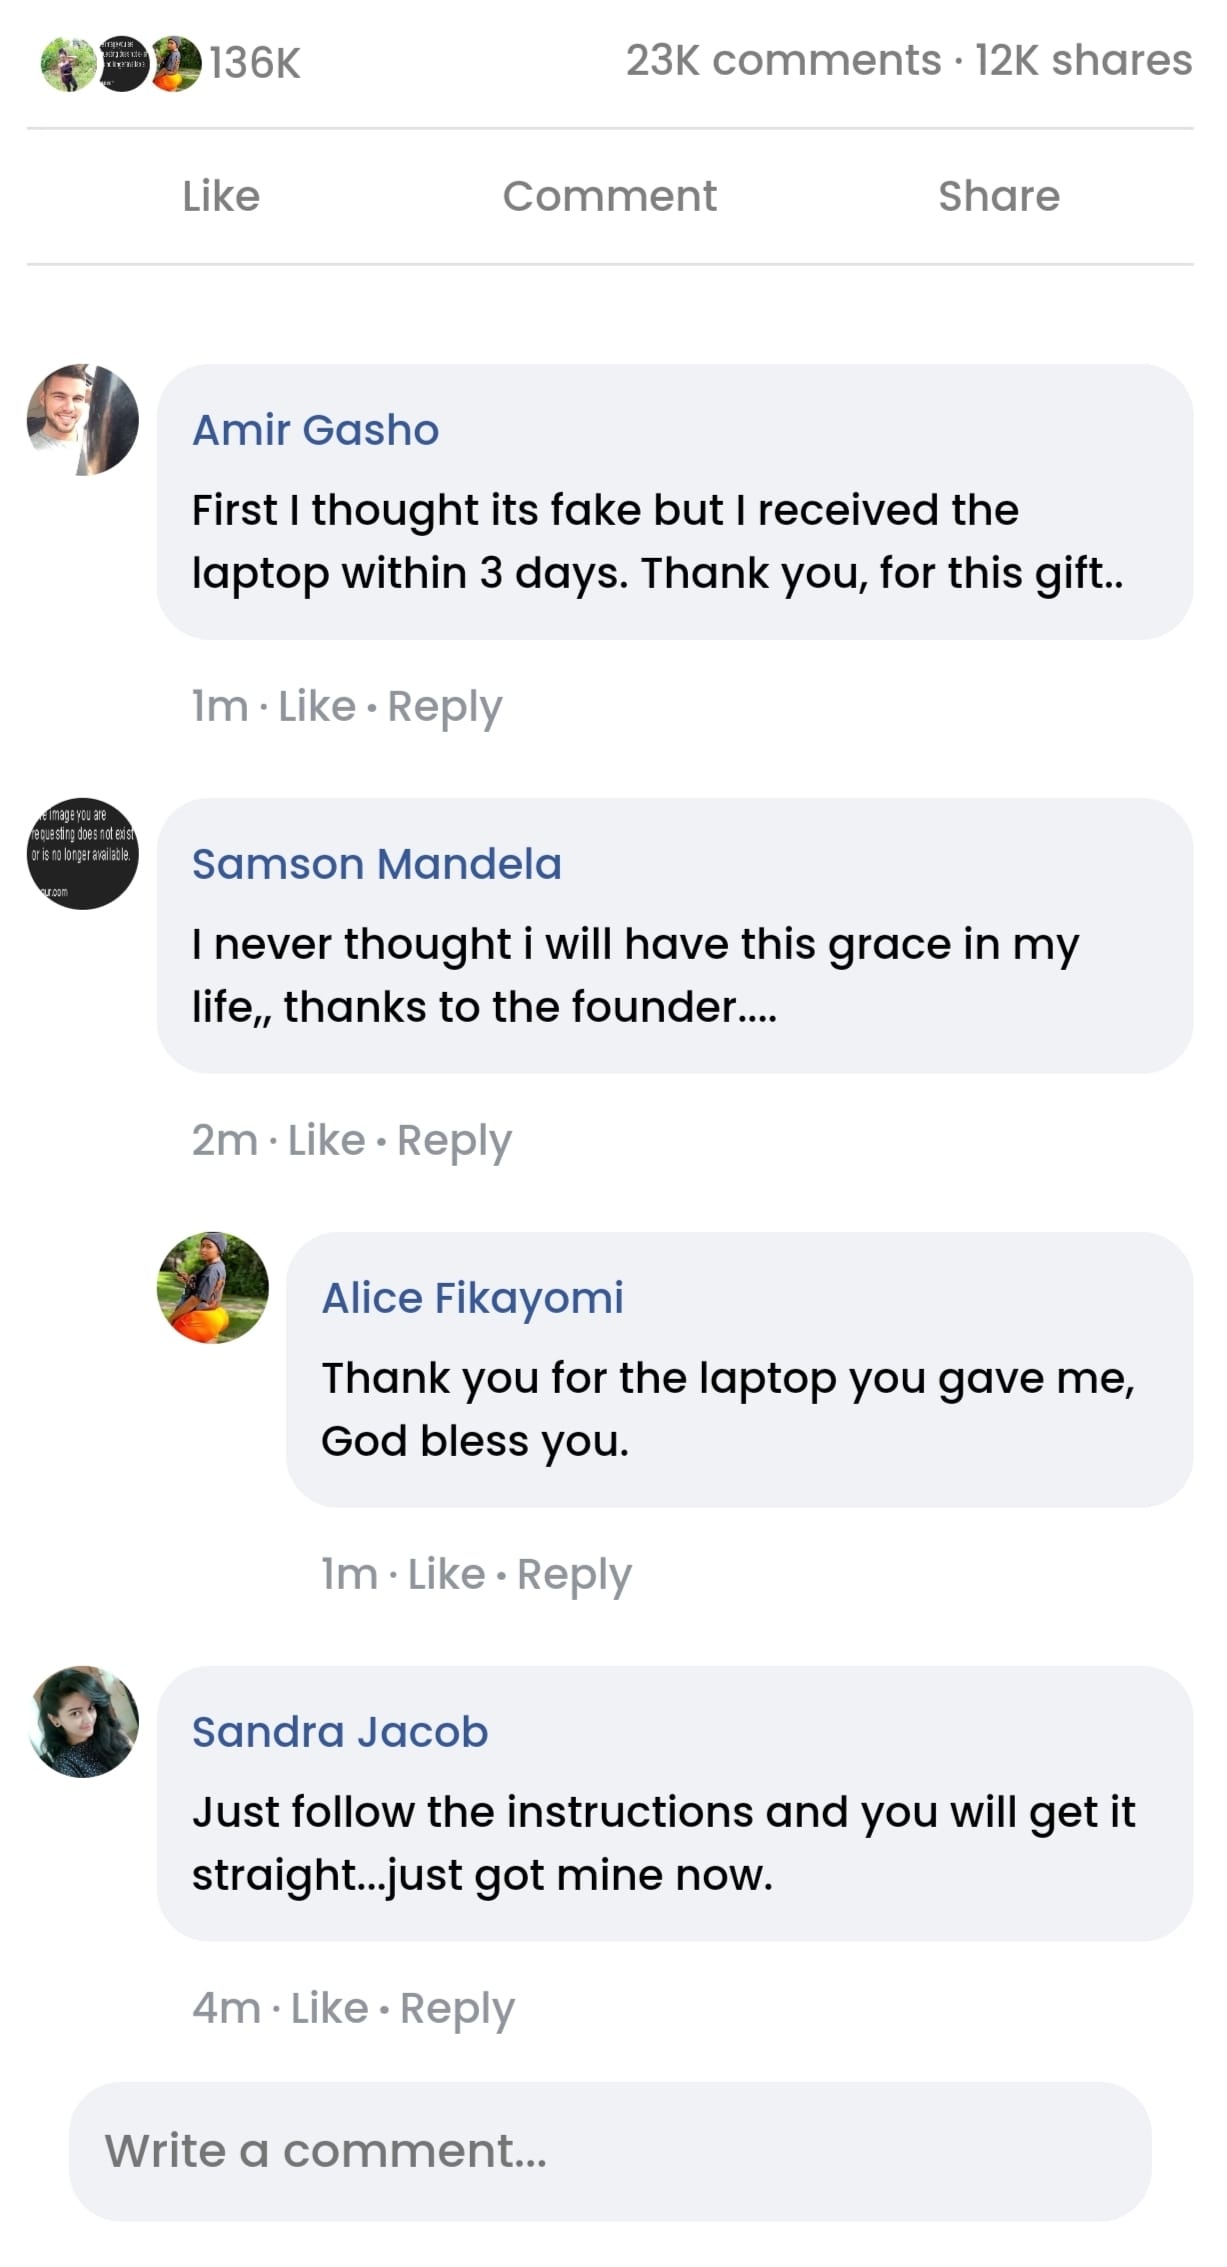 136K
23K comments · 12K shares
Like Comment Share
Amir Gasho
First I thought its fake but I received the
laptop within 3 days. Thank you, for this gift..
1m · Like • Reply
image you are
requesting does not exist
or is no longer available.
ur.com
Samson Mandela
I never thought i will have this grace in my
life,, thanks to the founder....
2m · Like • Reply
Alice Fikayomi
Thank you for the laptop you gave me,
God bless you.
1m · Like • Reply
Sandra Jacob
Just follow the instructions and you will get it
straight...just got mine now.
4m · Like • Reply
Write a comment...